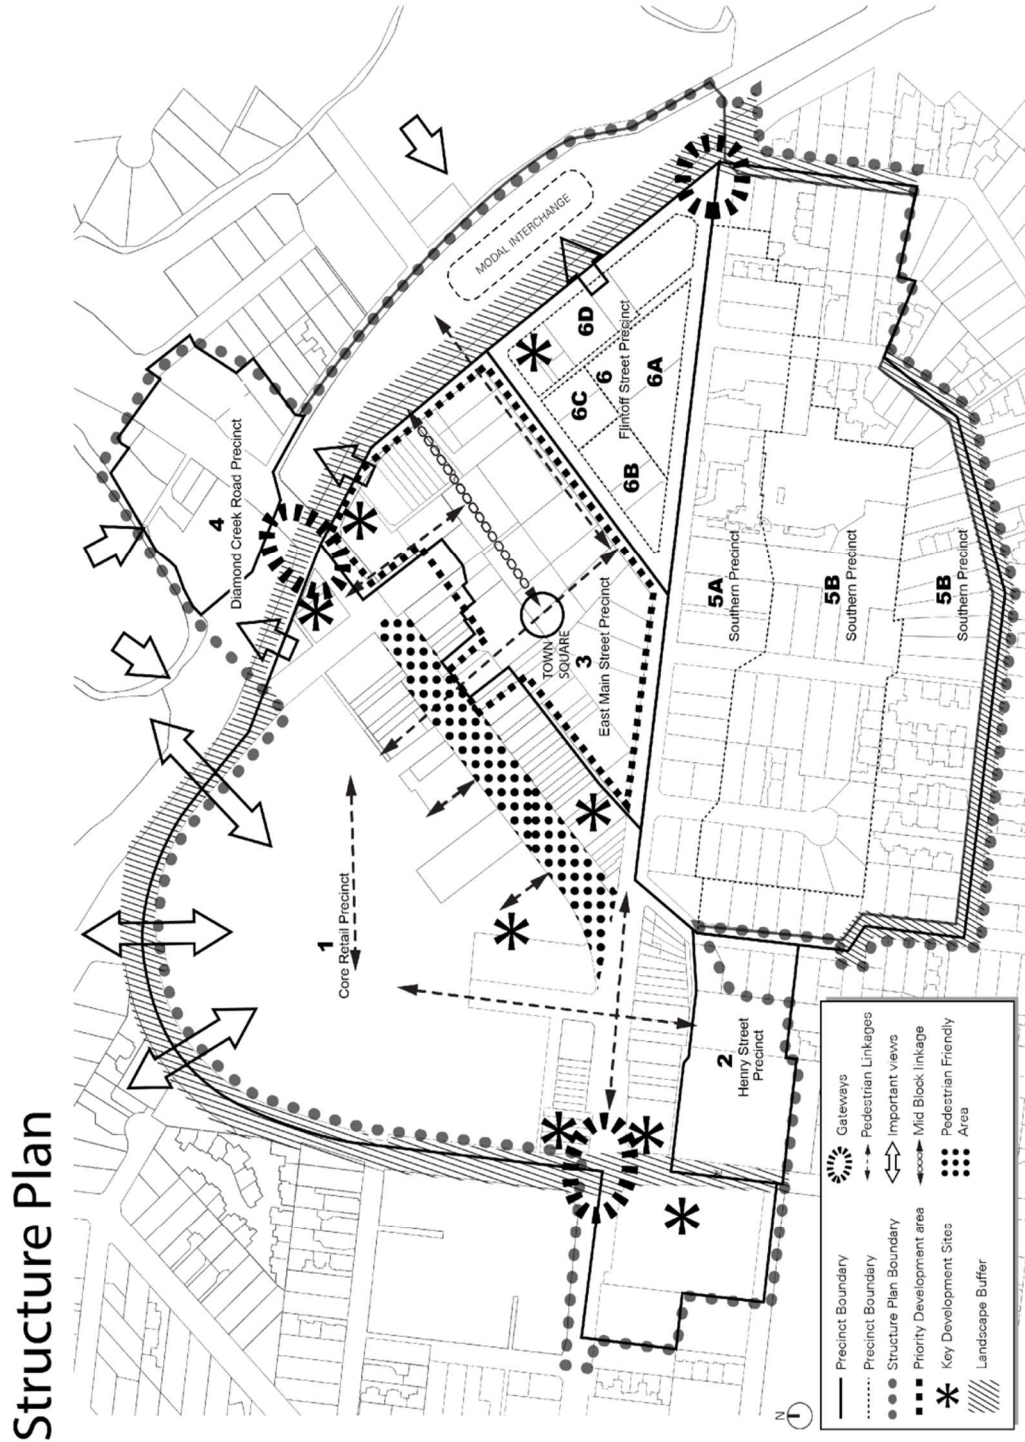 Structure Plan
MODAL INTERCHANGE
4
Diamond Creek Road Precinct
6D
6C
6
Flintoff Street Precinct
6A
6B
TOWN
SQUARE
3
East Main Street Precinct
1
Core Retail Precinct
5A
Southern Precinct
5B
Southern Precinct
5B
Southern Precinct
2
Henry Street
Precinct
N
Precinct Boundary
Precinct Boundary
Structure Plan Boundary
Priority Development area
Key Development Sites
Landscape Buffer
Gateways
Pedestrian Linkages
Important views
Mid Block linkage
Pedestrian Friendly
Area